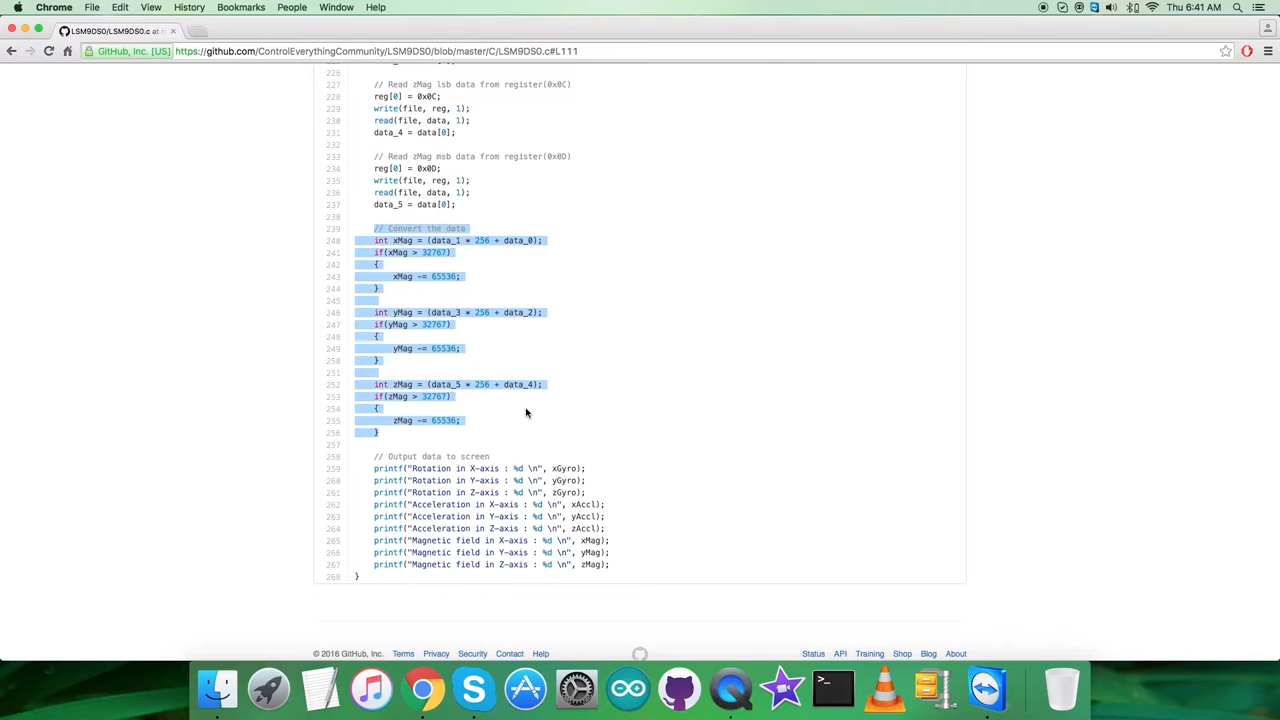 Chrome File Edit View History Bookmarks People Window Help Thu 6:41 AM
LSM9DS0/LSM9DS0.c at m
GitHub, Inc. [US] https://github.com/ControlEverythingCommunity/LSM9DS0/blob/master/C/LSM9DS0.c#L111
226
227 // Read zMag lsb data from register(0x0C)
228 reg[0] = 0x0C;
229 write(file, reg, 1);
230 read(file, data, 1);
231 data_4 = data[0];
232
233 // Read zMag msb data from register(0x0D)
234 reg[0] = 0x0D;
235 write(file, reg, 1);
236 read(file, data, 1);
237 data_5 = data[0];
238
239 // Convert the data
240 int xMag = (data_1 * 256 + data_0);
241 if(xMag > 32767)
242 {
243 xMag -= 65536;
244 }
245
246 int yMag = (data_3 * 256 + data_2);
247 if(yMag > 32767)
248 {
249 yMag -= 65536;
250 }
251
252 int zMag = (data_5 * 256 + data_4);
253 if(zMag > 32767)
254 {
255 zMag -= 65536;
256 }
257
258 // Output data to screen
259 printf("Rotation in X-axis : %d \n", xGyro);
260 printf("Rotation in Y-axis : %d \n", yGyro);
261 printf("Rotation in Z-axis : %d \n", zGyro);
262 printf("Acceleration in X-axis : %d \n", xAccl);
263 printf("Acceleration in Y-axis : %d \n", yAccl);
264 printf("Acceleration in Z-axis : %d \n", zAccl);
265 printf("Magnetic field in X-axis : %d \n", xMag);
266 printf("Magnetic field in Y-axis : %d \n", yMag);
267 printf("Magnetic field in Z-axis : %d \n", zMag);
268 }
© 2016 GitHub, Inc. Terms Privacy Security Contact Help Status API Training Shop Blog About